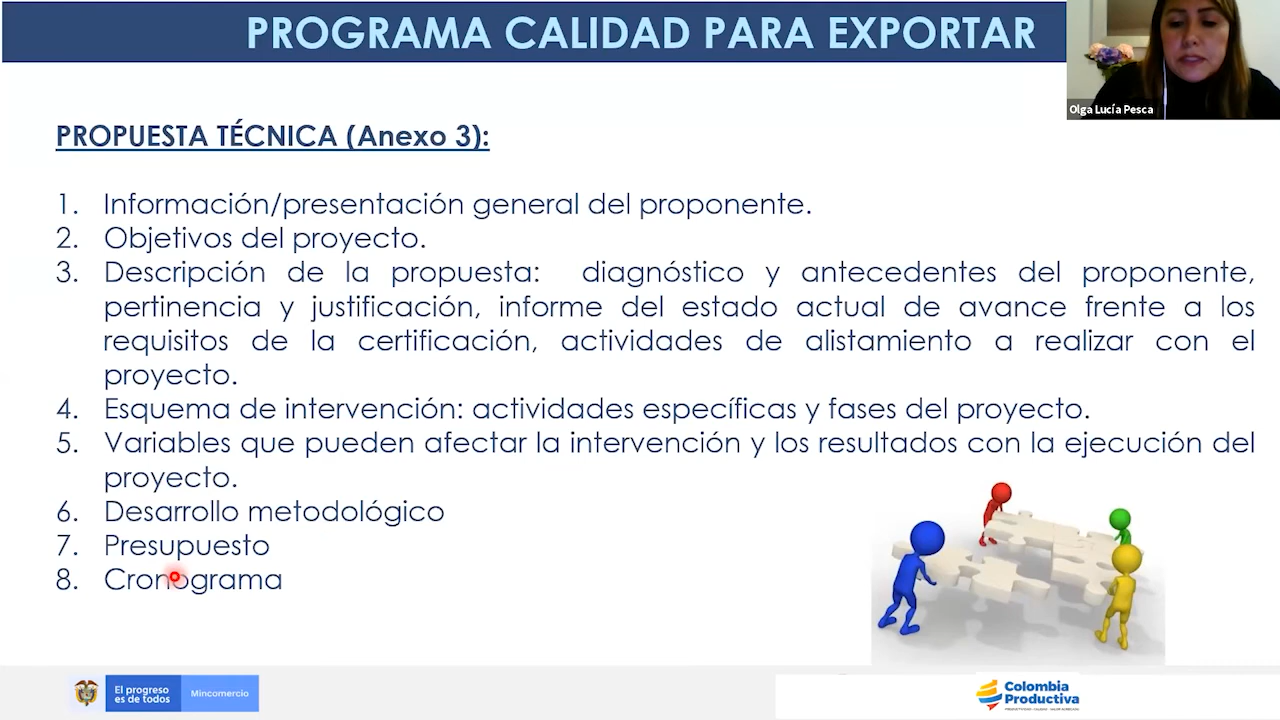 PROGRAMA CALIDAD PARA EXPORTAR
Olga Lucía Pesca
PROPUESTA TÉCNICA (Anexo 3):
1. Información/presentación general del proponente.
2. Objetivos del proyecto.
3. Descripción de la propuesta: diagnóstico y antecedentes del proponente,
pertinencia y justificación, informe del estado actual de avance frente a los
requisitos de la certificación, actividades de alistamiento a realizar con el
proyecto.
4. Esquema de intervención: actividades específicas y fases del proyecto.
5. Variables que pueden afectar la intervención y los resultados con la ejecución del
proyecto.
6. Desarrollo metodológico
7. Presupuesto
8. Cronograma
El progreso
es de todos
Mincomercio
Colombia
Productiva